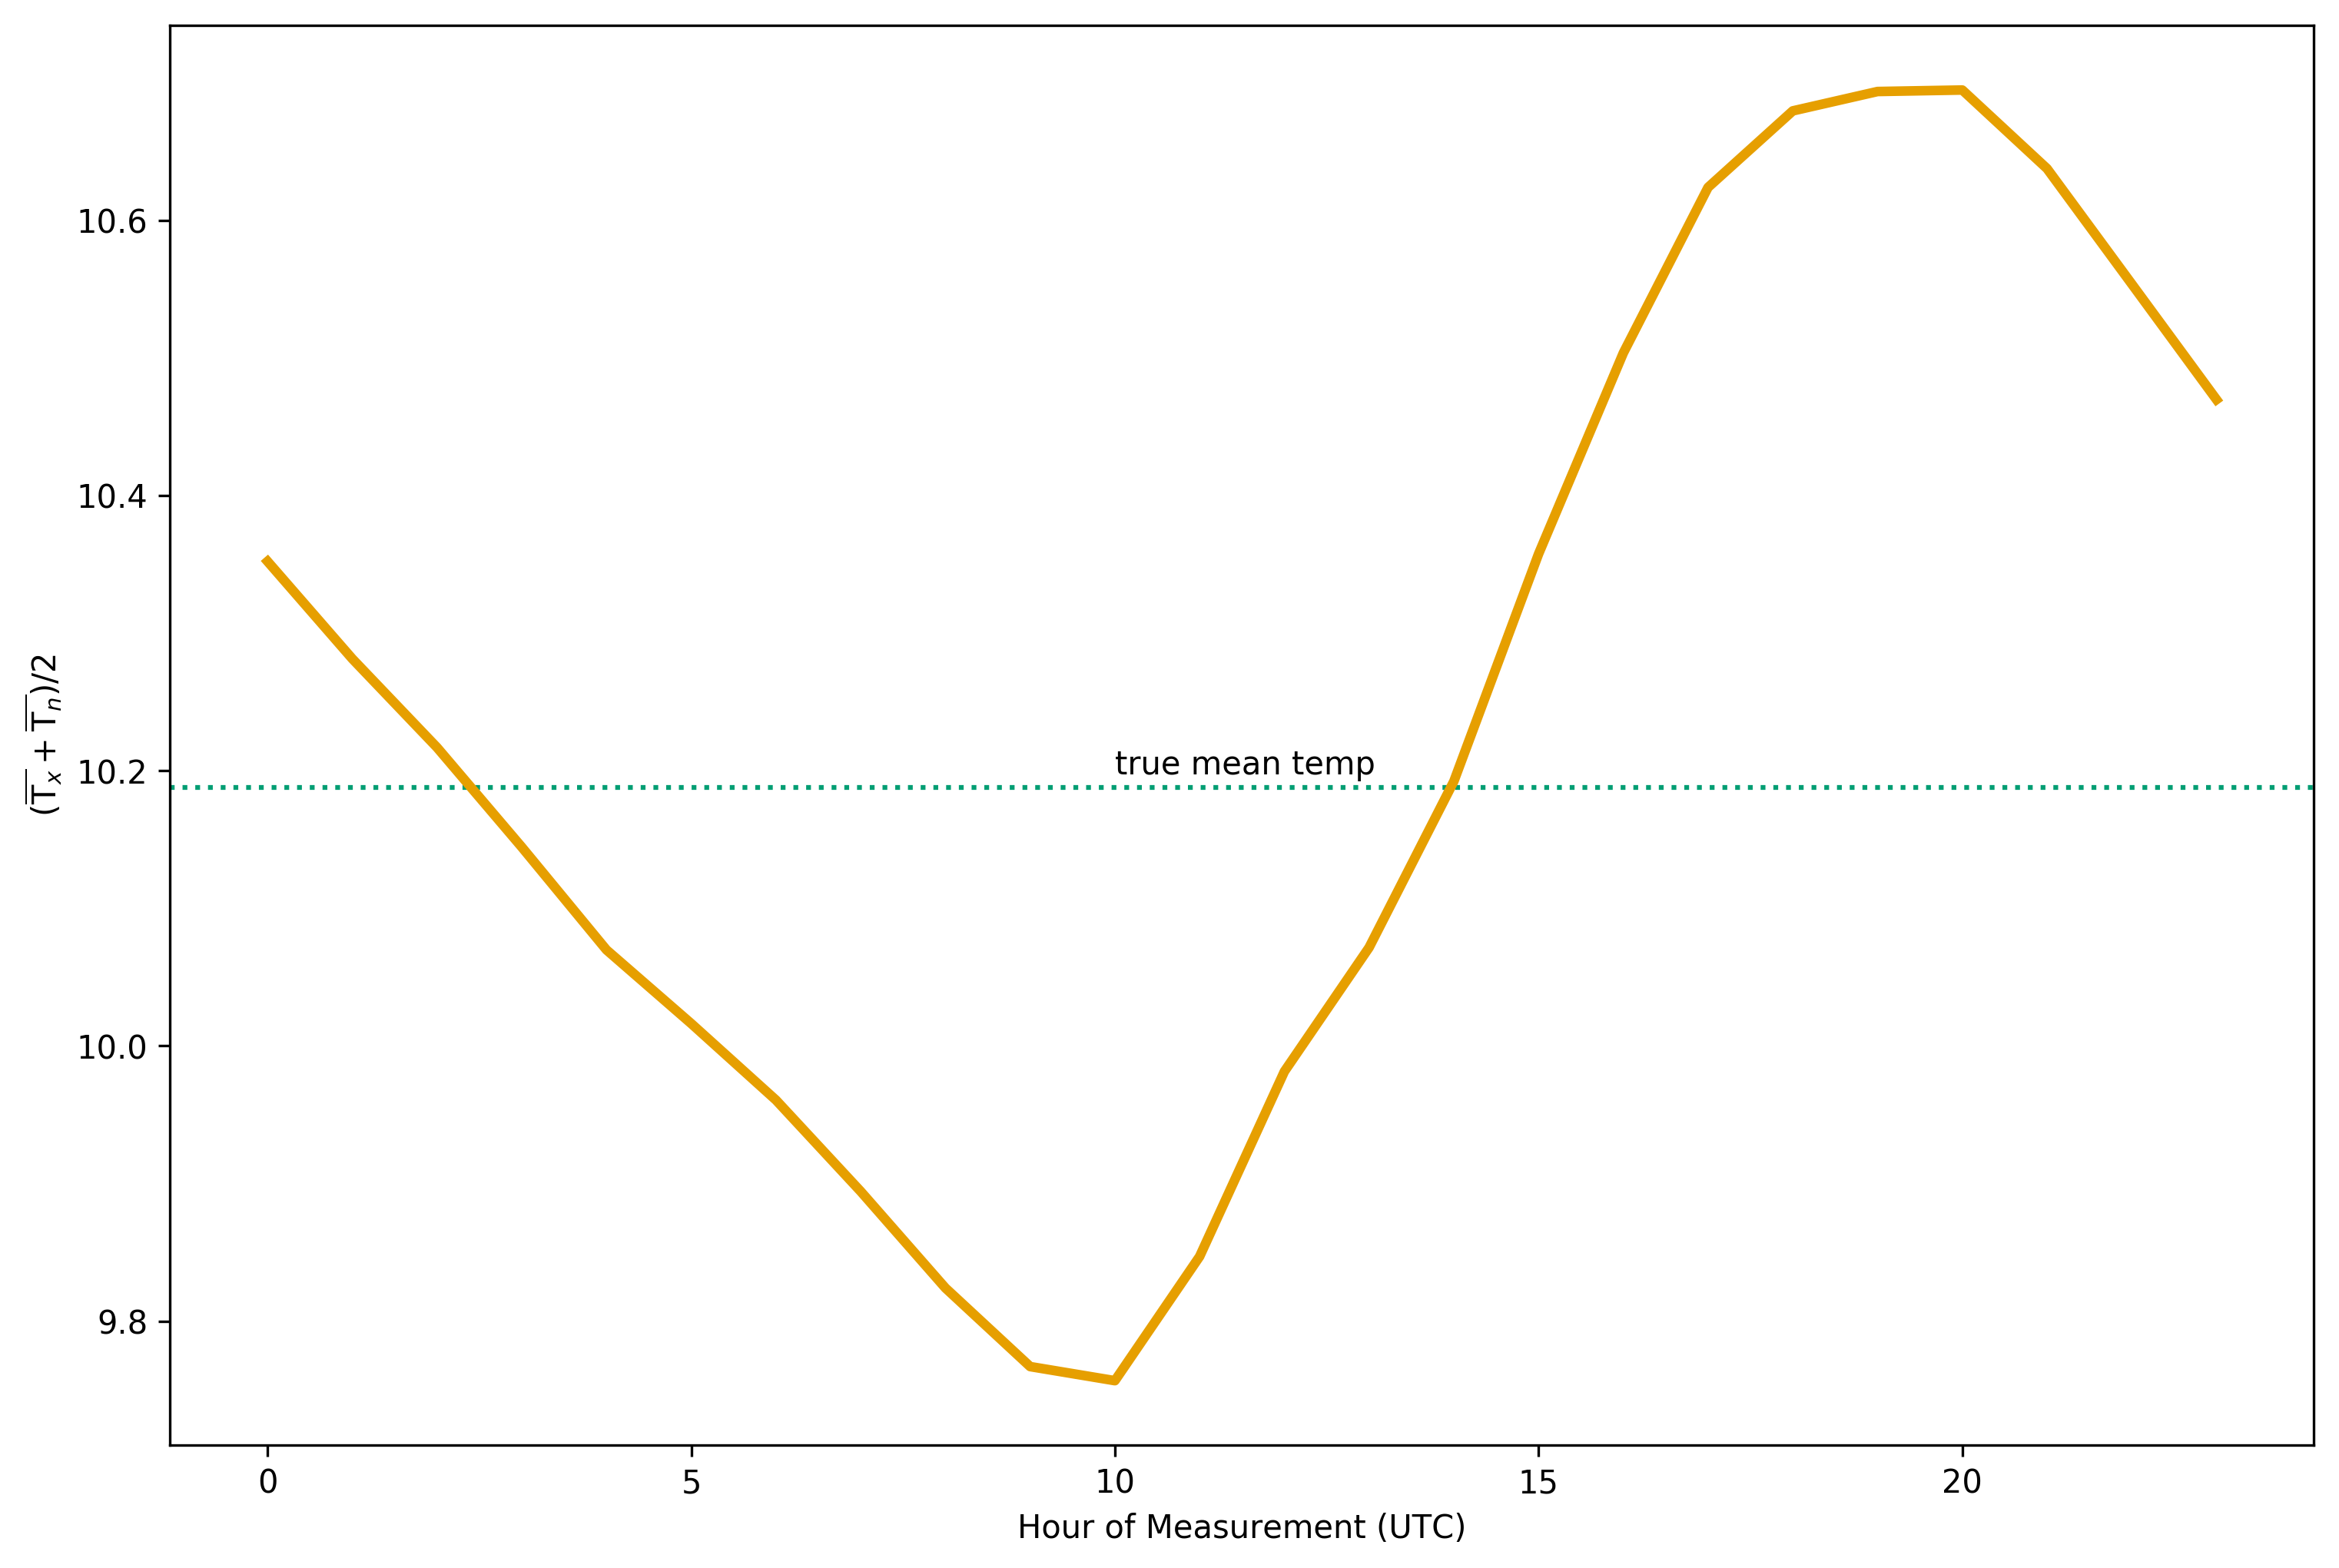 10.6
10.4
10.2
10.0
9.8
(T̅ₓ + T̅ₙ)/2
true mean temp
0 5 10 15 20
Hour of Measurement (UTC)